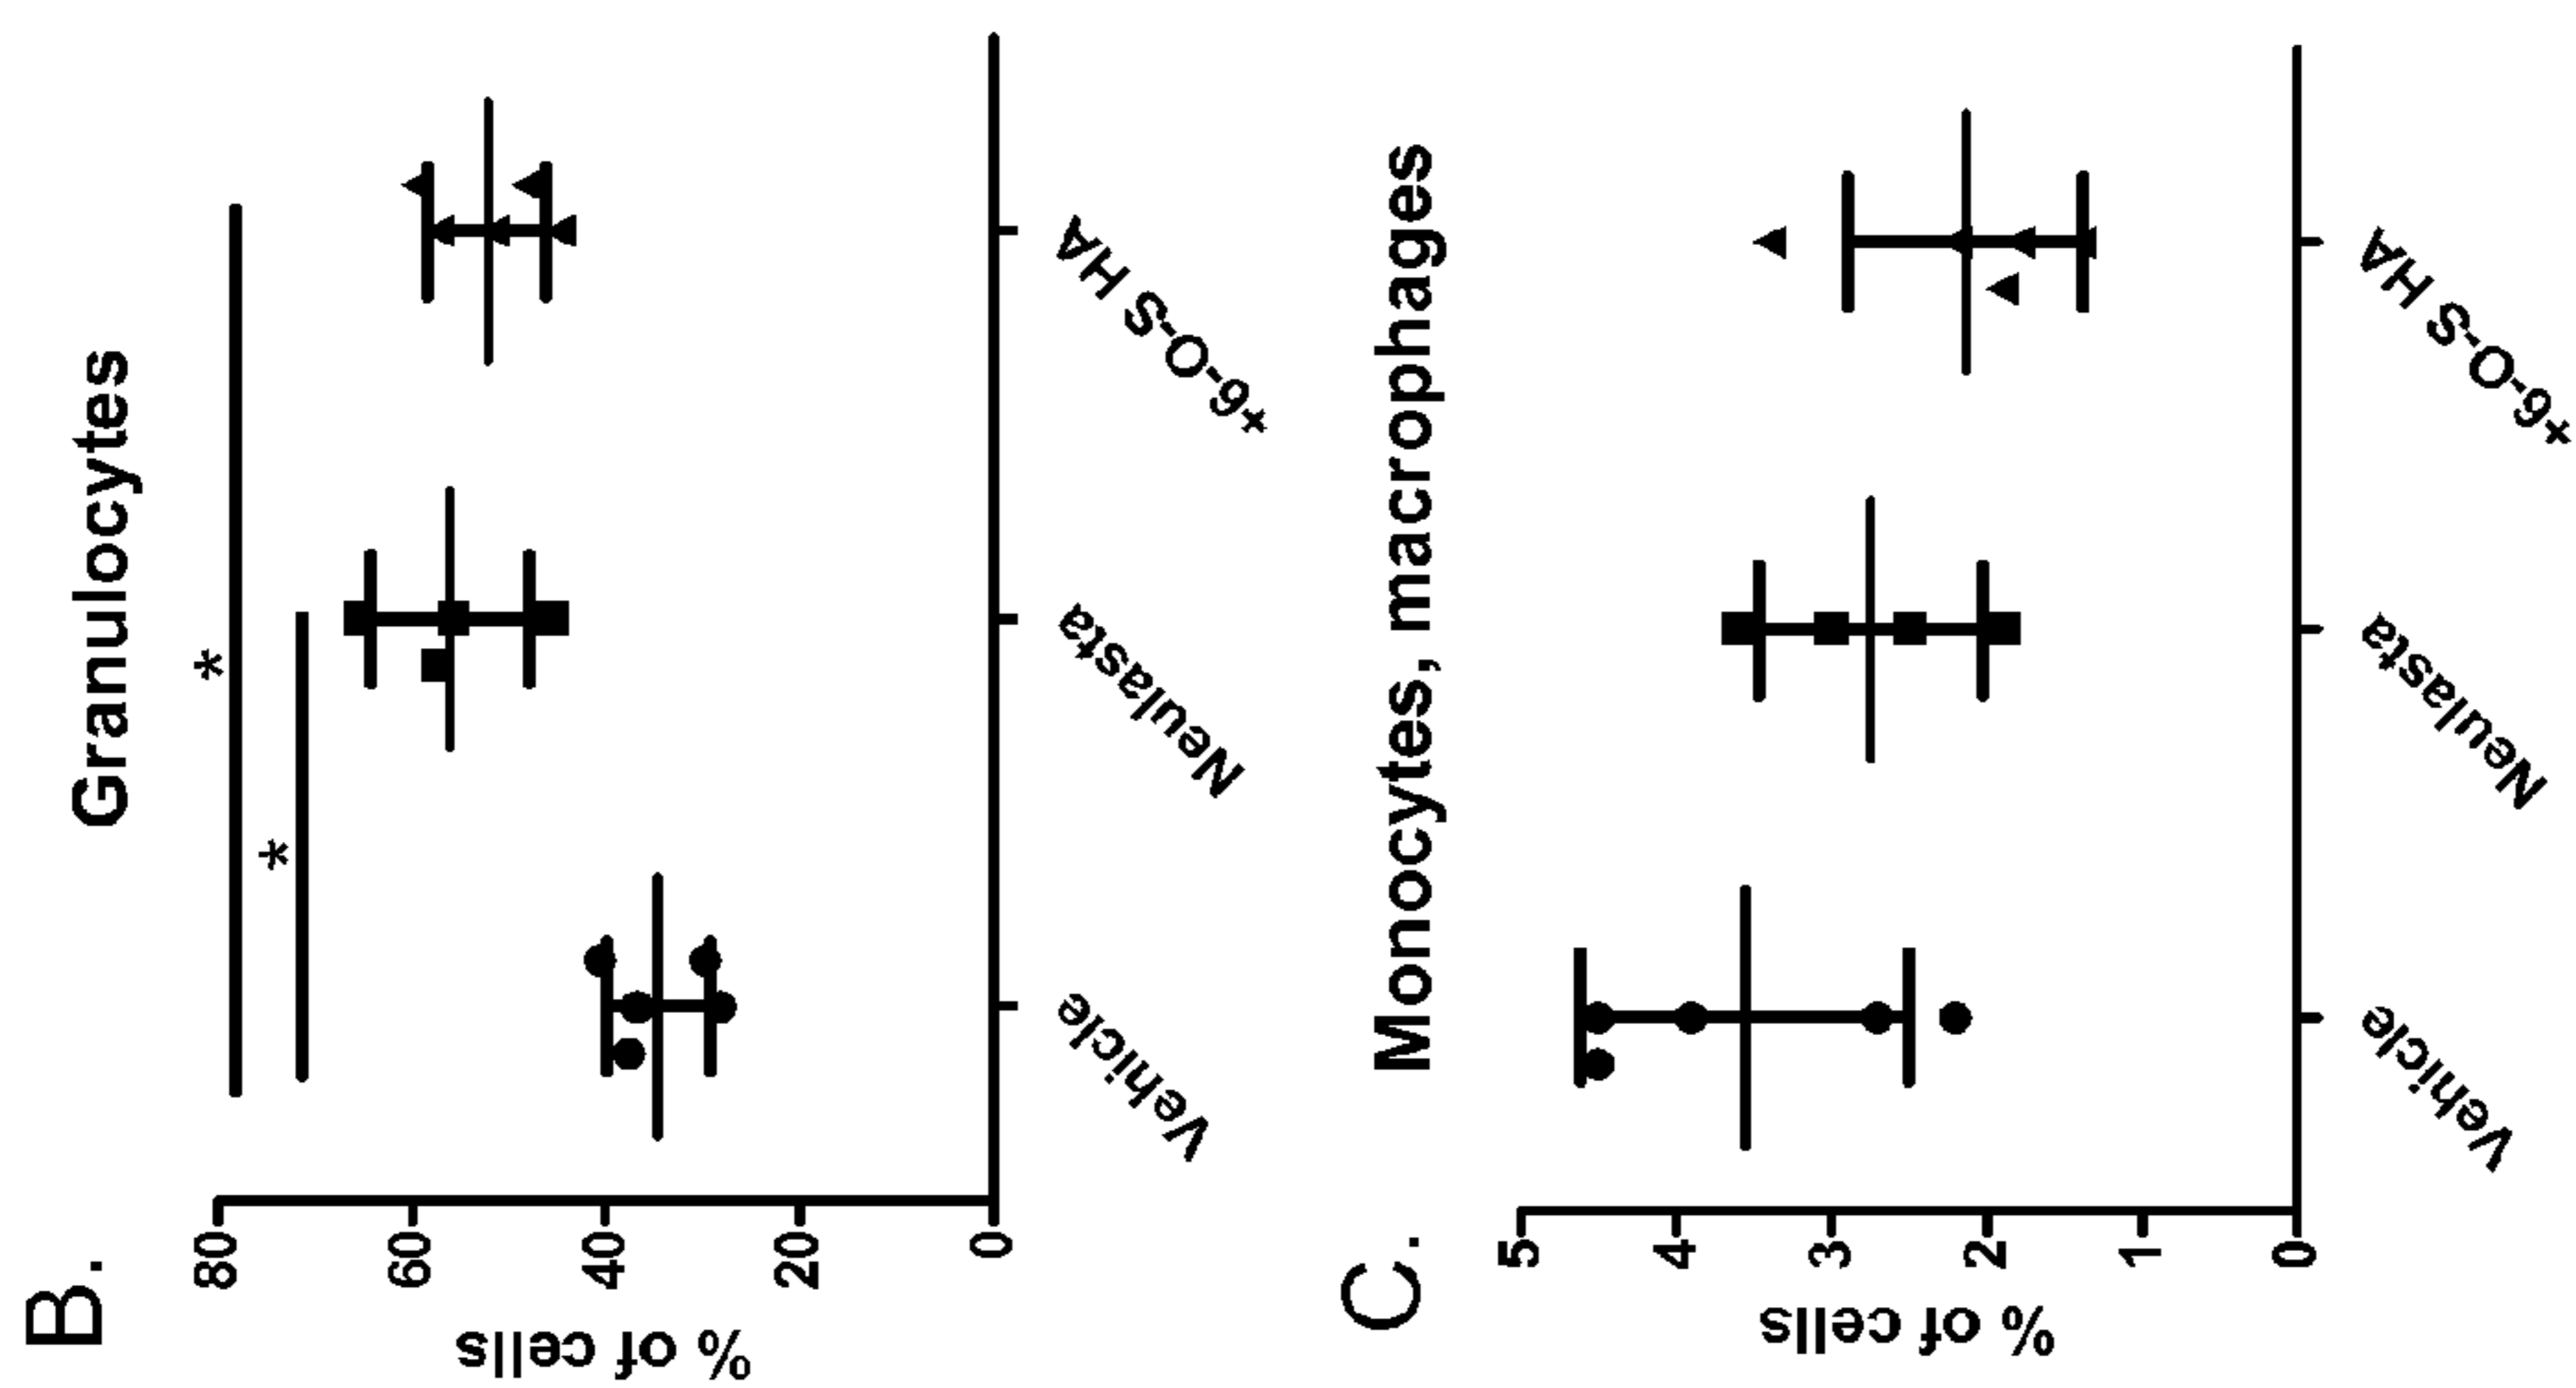 B.
Granulocytes
*
*
80
60
40
20
0
% of cells
Vehicle
Neulasta
+6-O-S HA
C.
Monocytes, macrophages
5
4
3
2
1
0
% of cells
Vehicle
Neulasta
+6-O-S HA